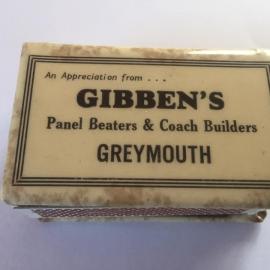 An Appreciation from . . .
GIBBEN'S
Panel Beaters & Coach Builders
GREYMOUTH